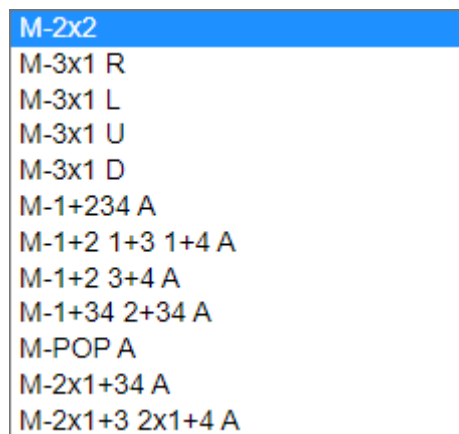 M-2x2
M-3x1 R
M-3x1 L
M-3x1 U
M-3x1 D
M-1+234 A
M-1+2 1+3 1+4 A
M-1+2 3+4 A
M-1+34 2+34 A
M-POP A
M-2x1+34 A
M-2x1+3 2x1+4 A